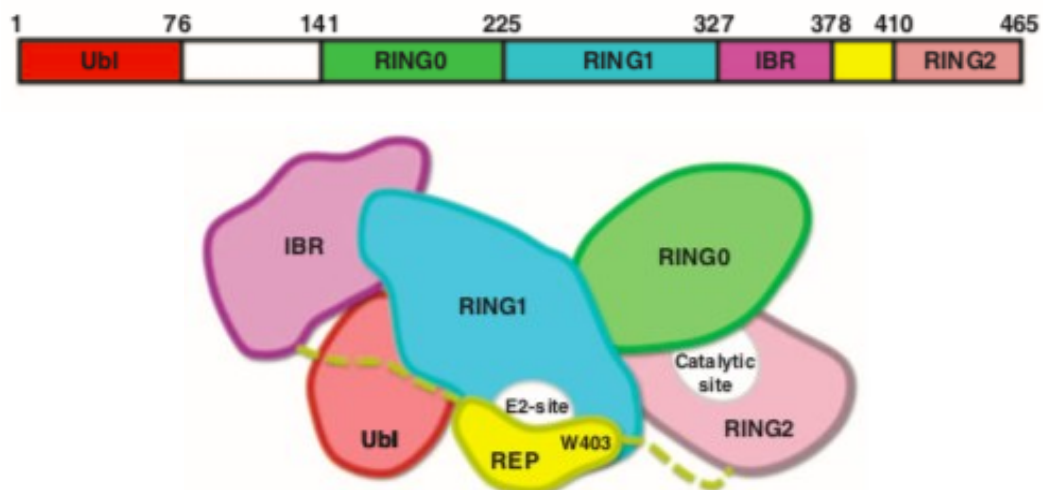 1 76 141 225 327 378 410 465
Ubl RING0 RING1 IBR RING2
IBR
RING0
RING1
Catalytic
site
E2-site
RING2
Ubl
W403
REP